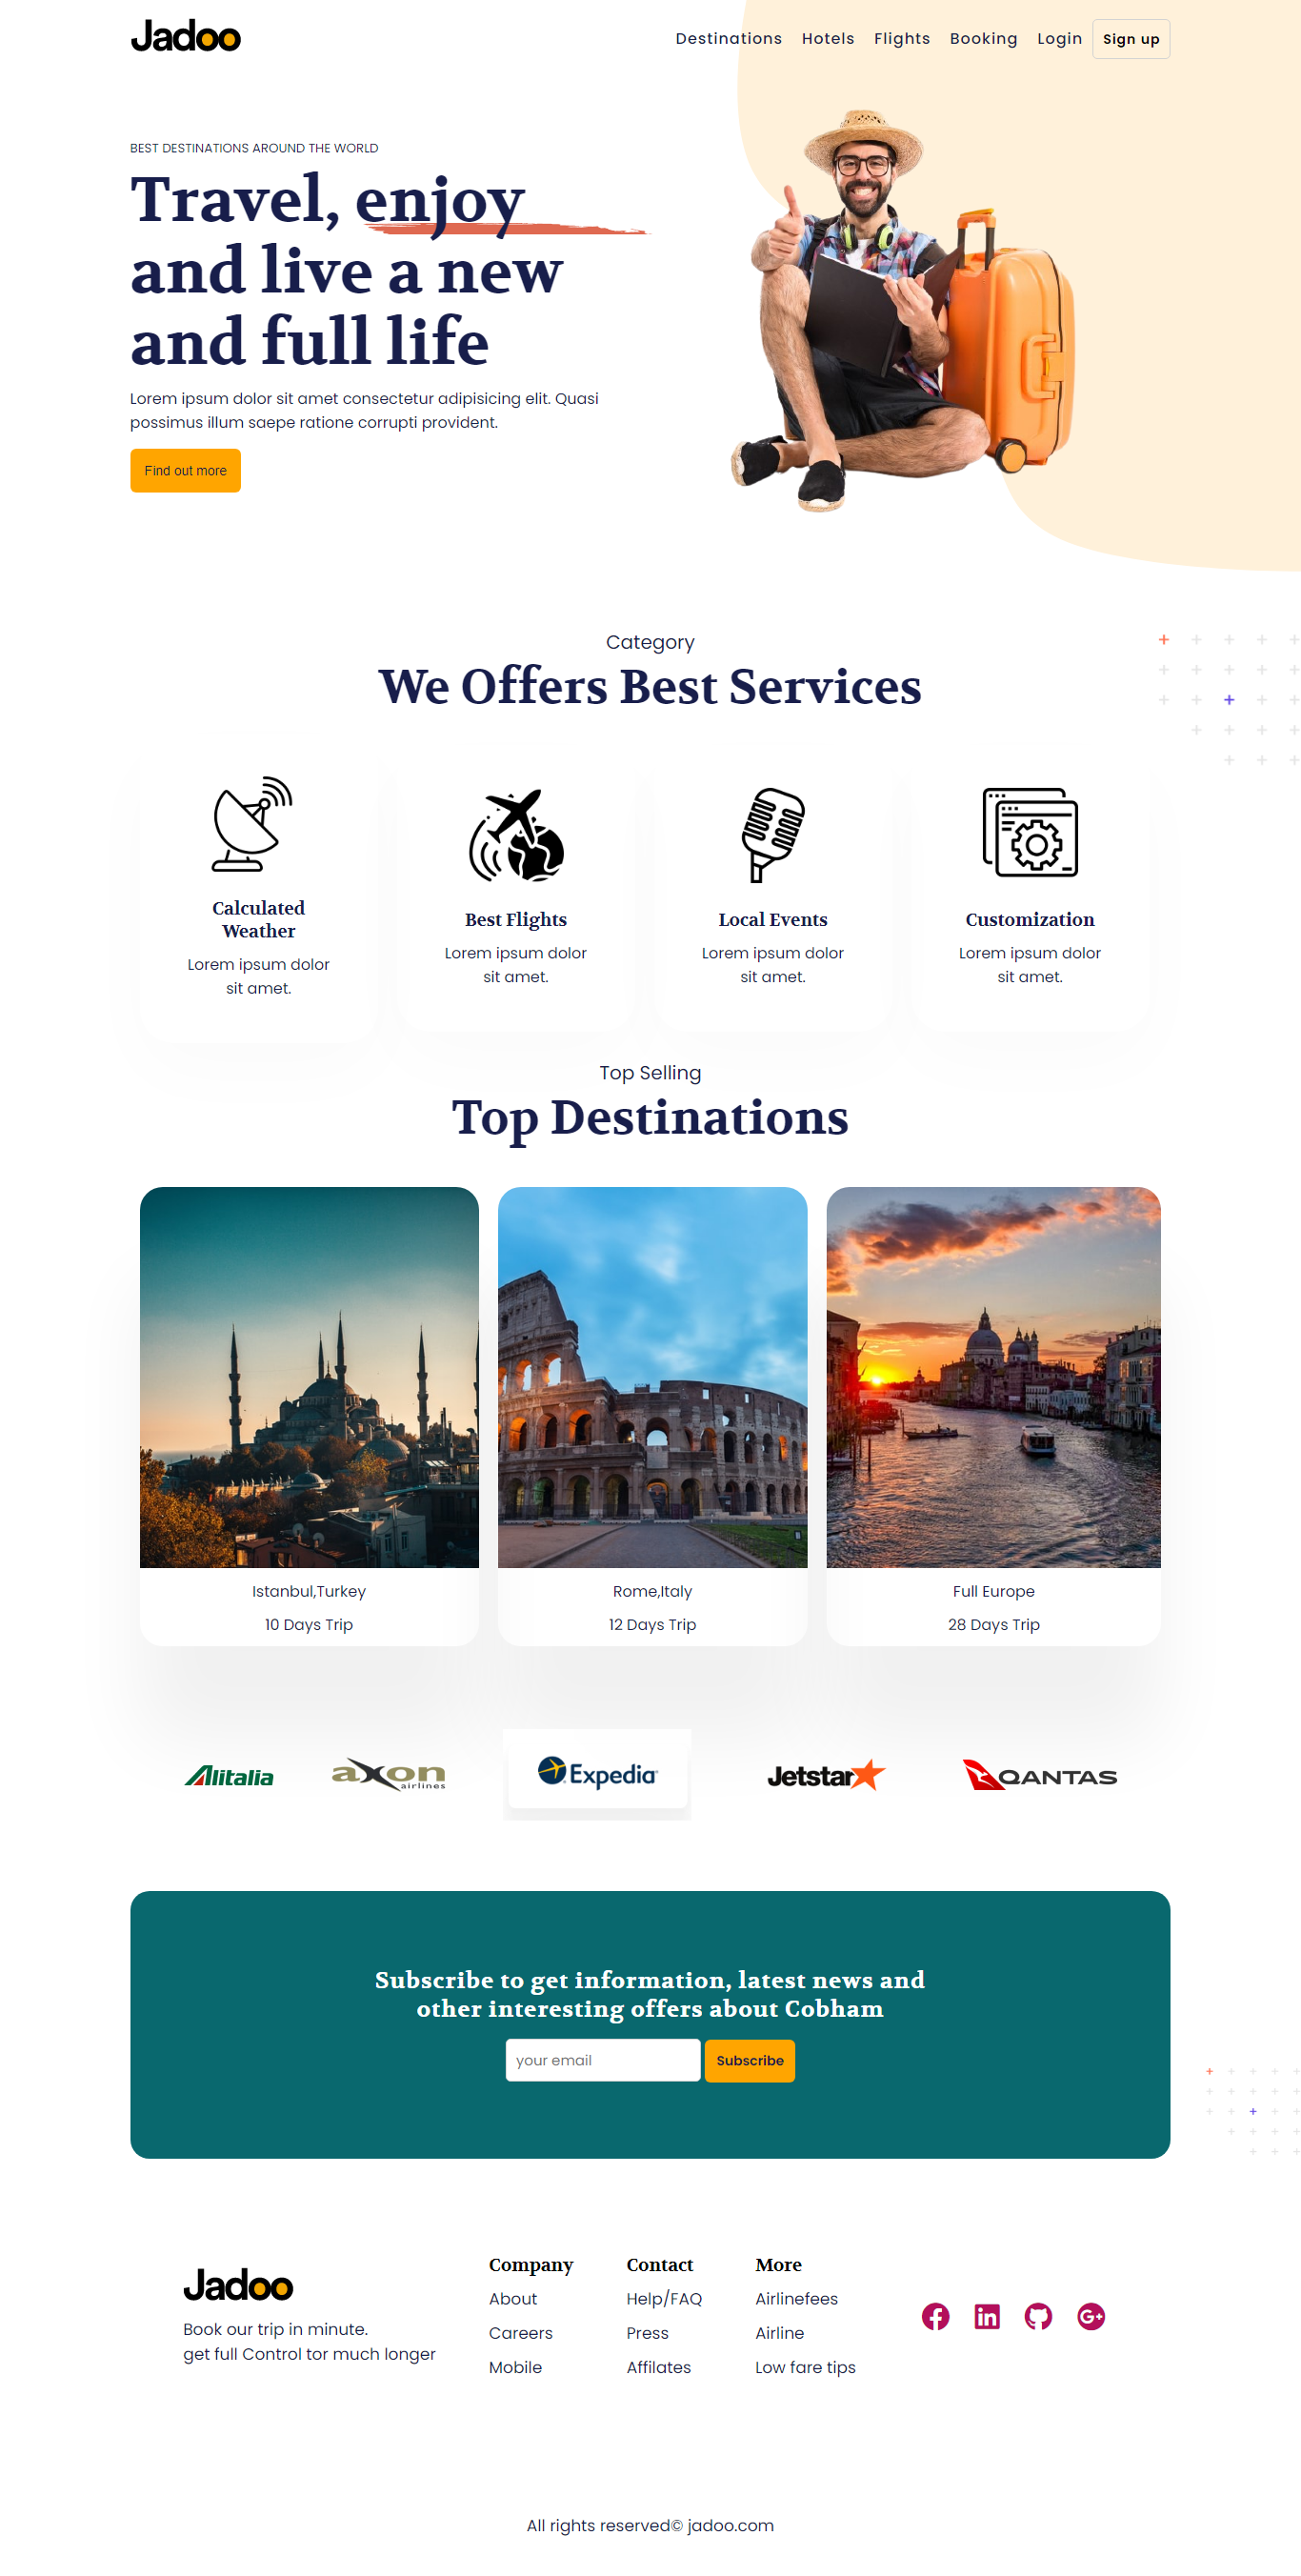 Jadoo
Destinations Hotels Flights Booking Login Sign up
BEST DESTINATIONS AROUND THE WORLD
Travel, enjoy
and live a new
and full life
Lorem ipsum dolor sit amet consectetur adipisicing elit. Quasi
possimus illum saepe ratione corrupti provident.
Find out more
Category
We Offers Best Services
Calculated
Weather
Lorem ipsum dolor
sit amet.
Best Flights
Lorem ipsum dolor
sit amet.
Local Events
Lorem ipsum dolor
sit amet.
Customization
Lorem ipsum dolor
sit amet.
Top Selling
Top Destinations
Istanbul,Turkey
10 Days Trip
Rome,Italy
12 Days Trip
Full Europe
28 Days Trip
Alitalia
axon
airlines
Expedia
Jetstar
QANTAS
Subscribe to get information, latest news and
other interesting offers about Cobham
your email
Subscribe
Jadoo
Book our trip in minute.
get full Control tor much longer
Company
About
Careers
Mobile
Contact
Help/FAQ
Press
Affilates
More
Airlinefees
Airline
Low fare tips
All rights reserved© jadoo.com